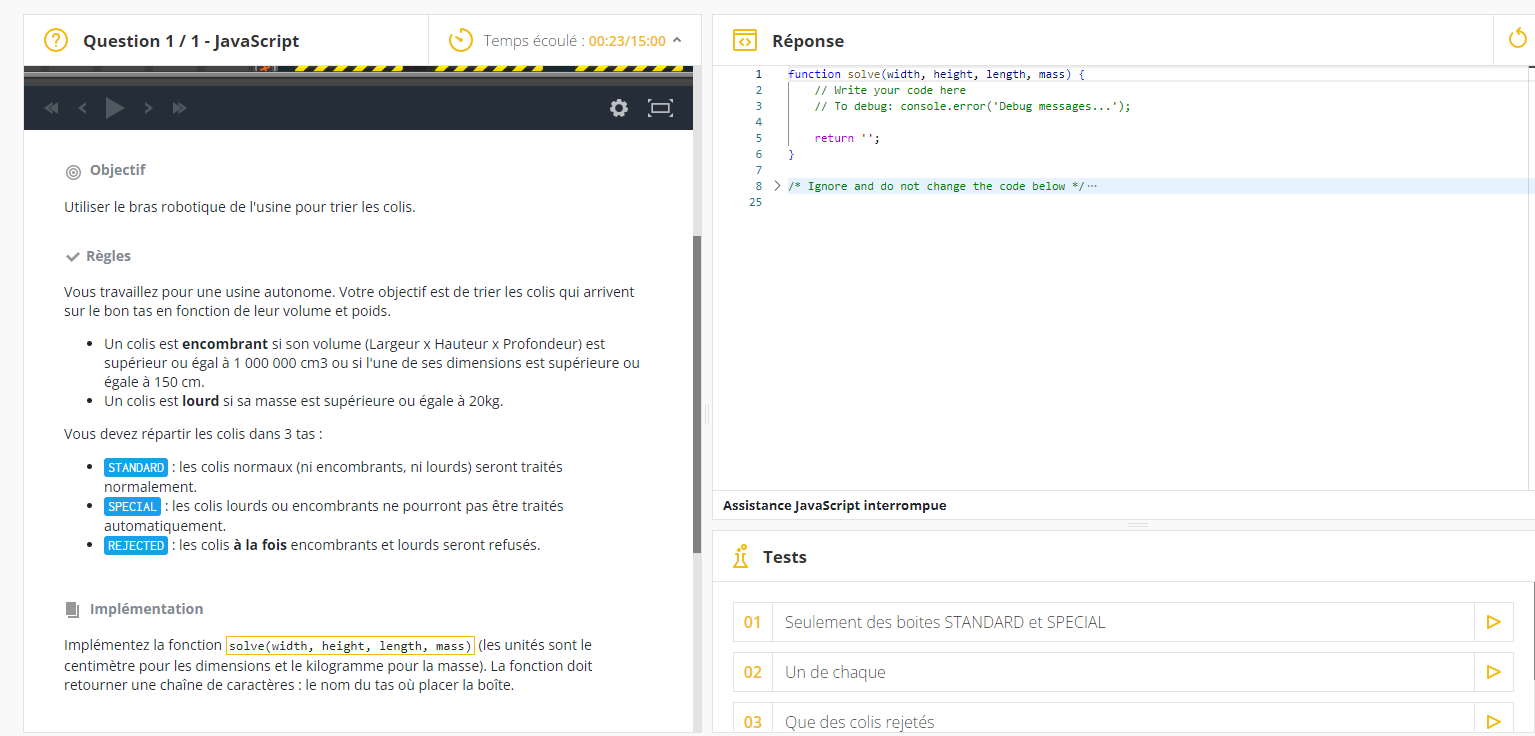 Question 1 / 1 - JavaScript
Temps écoulé : 00:23/15:00
Objectif
Utiliser le bras robotique de l'usine pour trier les colis.
Règles
Vous travaillez pour une usine autonome. Votre objectif est de trier les colis qui arrivent
sur le bon tas en fonction de leur volume et poids.
Un colis est encombrant si son volume (Largeur x Hauteur x Profondeur) est
supérieur ou égal à 1 000 000 cm3 ou si l'une de ses dimensions est supérieure ou
égale à 150 cm.
Un colis est lourd si sa masse est supérieure ou égale à 20kg.
Vous devez répartir les colis dans 3 tas :
STANDARD : les colis normaux (ni encombrants, ni lourds) seront traités
normalement.
SPECIAL : les colis lourds ou encombrants ne pourront pas être traités
automatiquement.
REJECTED : les colis à la fois encombrants et lourds seront refusés.
Implémentation
Implémentez la fonction solve(width, height, length, mass) (les unités sont le
centimètre pour les dimensions et le kilogramme pour la masse). La fonction doit
retourner une chaîne de caractères : le nom du tas où placer la boîte.
Réponse
1 function solve(width, height, length, mass) {
2 // Write your code here
3 // To debug: console.error('Debug messages...');
4
5 return '';
6 }
7
8 /* Ignore and do not change the code below */...
25
Assistance JavaScript interrompue
Tests
01 Seulement des boites STANDARD et SPECIAL
02 Un de chaque
03 Que des colis rejetés